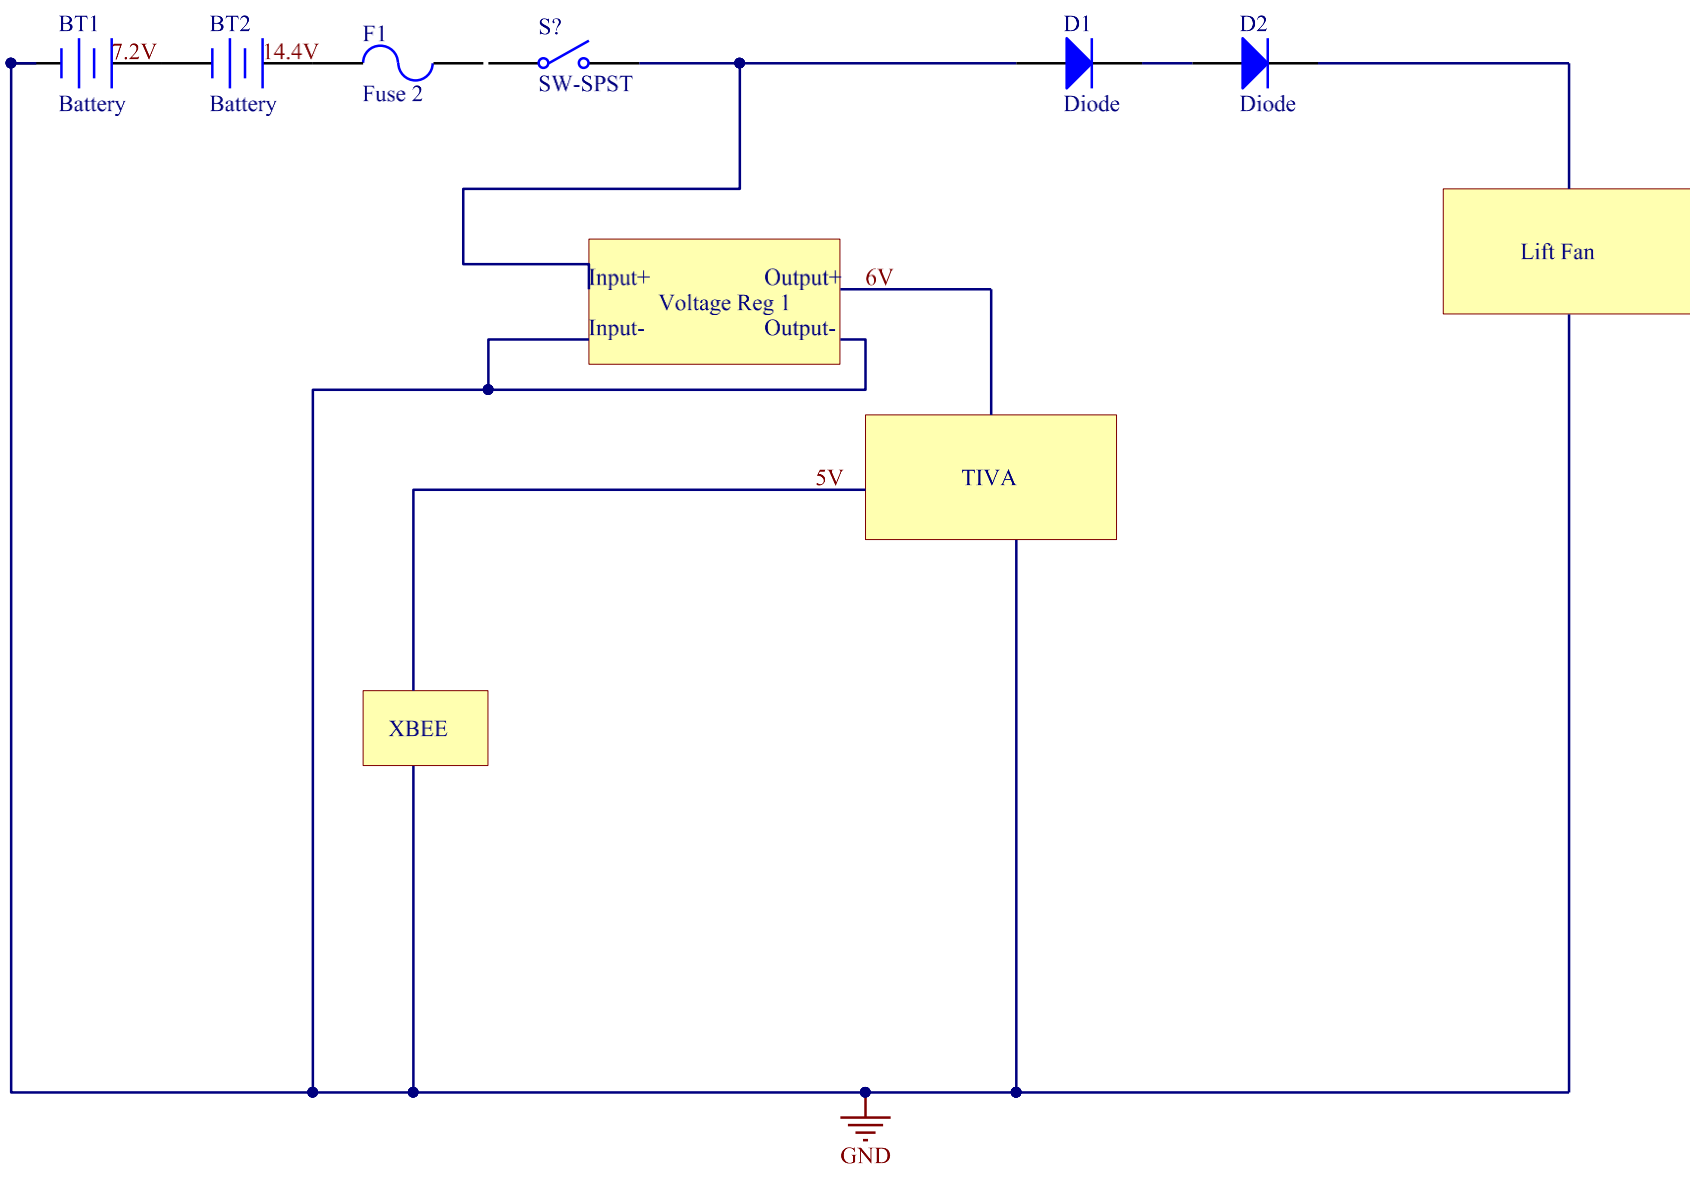 BT1
BT2
F1
S?
D1
D2
7.2V
14.4V
Battery
Battery
Fuse 2
SW-SPST
Diode
Diode
Lift Fan
Input+
Output+
6V
Voltage Reg 1
Input-
Output-
5V
TIVA
XBEE
GND